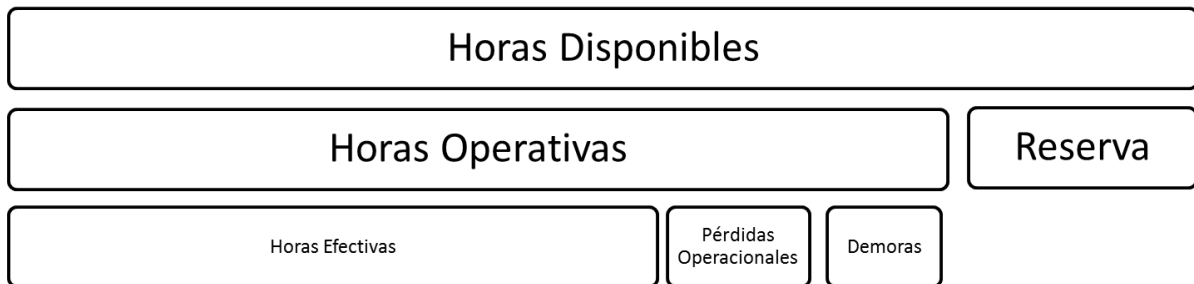 Horas Disponibles
Horas Operativas
Reserva
Horas Efectivas
Pérdidas
Operacionales
Demoras